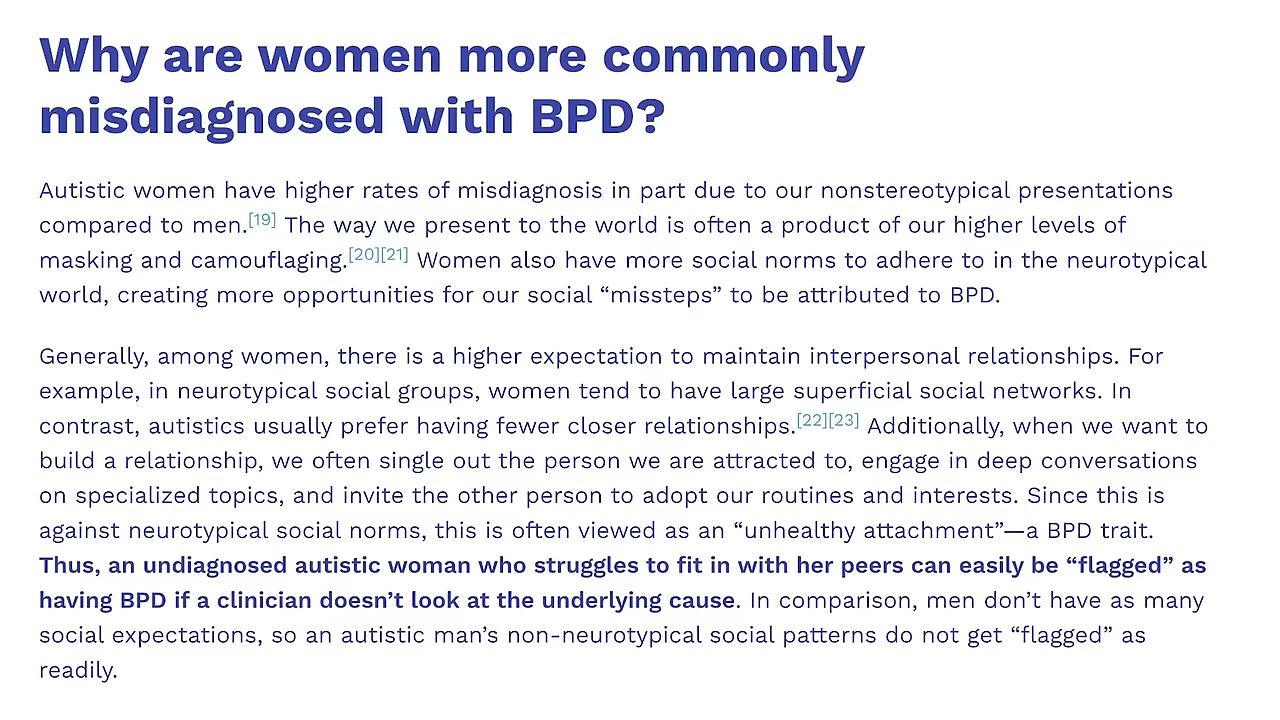 Why are women more commonly
misdiagnosed with BPD?
Autistic women have higher rates of misdiagnosis in part due to our nonstereotypical presentations
compared to men.[19] The way we present to the world is often a product of our higher levels of
masking and camouflaging.[20][21] Women also have more social norms to adhere to in the neurotypical
world, creating more opportunities for our social “missteps” to be attributed to BPD.
Generally, among women, there is a higher expectation to maintain interpersonal relationships. For
example, in neurotypical social groups, women tend to have large superficial social networks. In
contrast, autistics usually prefer having fewer closer relationships.[22][23] Additionally, when we want to
build a relationship, we often single out the person we are attracted to, engage in deep conversations
on specialized topics, and invite the other person to adopt our routines and interests. Since this is
against neurotypical social norms, this is often viewed as an “unhealthy attachment”—a BPD trait.
Thus, an undiagnosed autistic woman who struggles to fit in with her peers can easily be “flagged” as
having BPD if a clinician doesn’t look at the underlying cause. In comparison, men don’t have as many
social expectations, so an autistic man’s non-neurotypical social patterns do not get “flagged” as
readily.